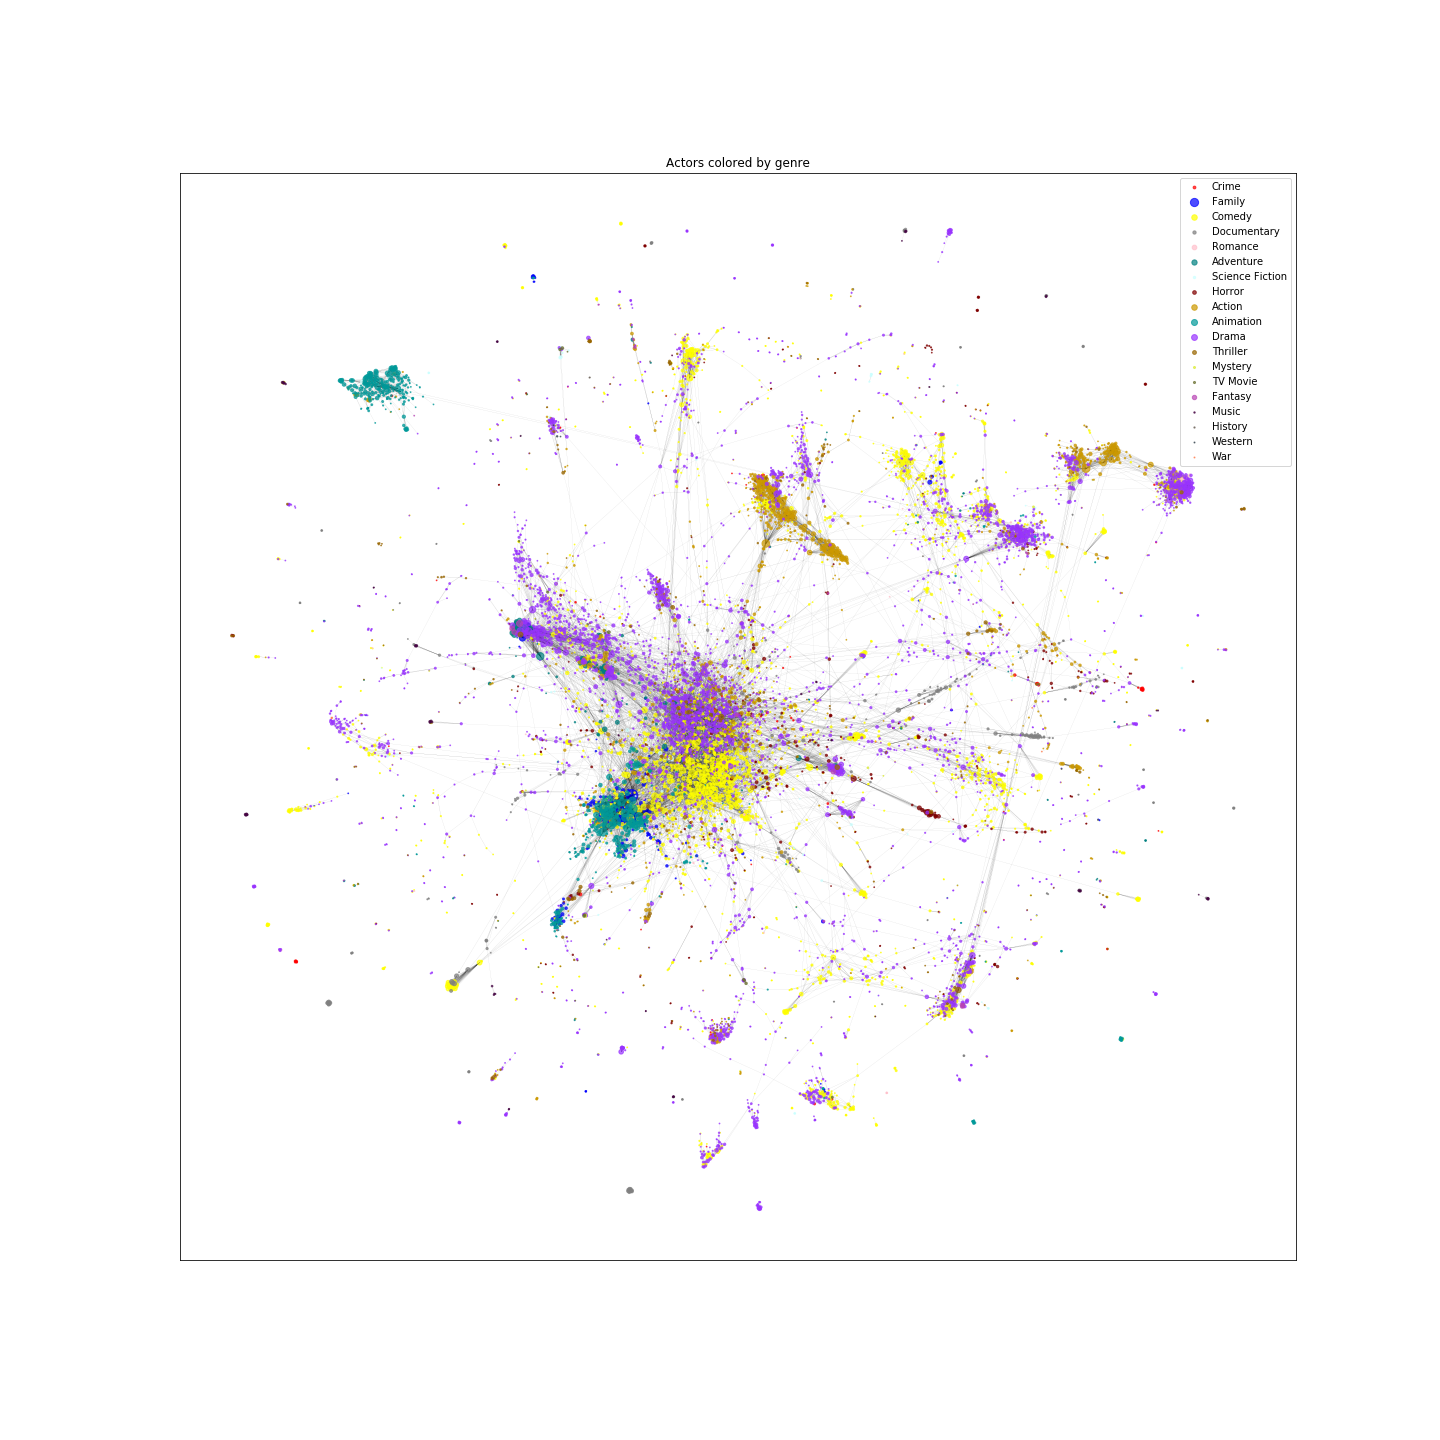 Actors colored by genre
Crime
Family
Comedy
Documentary
Romance
Adventure
Science Fiction
Horror
Action
Animation
Drama
Thriller
Mystery
TV Movie
Fantasy
Music
History
Western
War